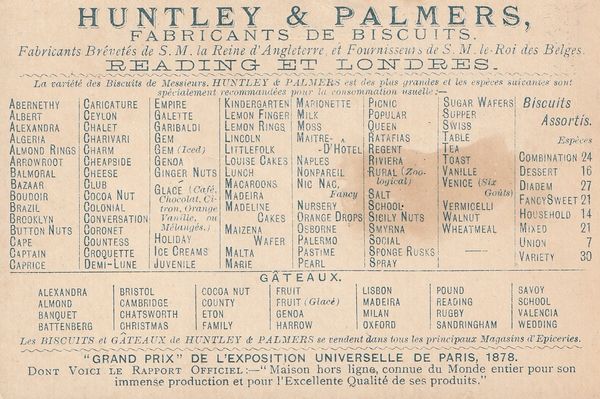 HUNTLEY & PALMERS,
FABRICANTS DE BISCUITS.
Fabricants Brévetés de S. M. la Reine d'Angleterre, et Fournisseurs de S. M. le Roi des Belges.
READING ET LONDRES.
La variété des Biscuits de Messieurs. HUNTLEY & PALMERS est des plus grandes et les espèces suivantes sont
spécialement recommandées pour la consommation usuelle:—
ABERNETHY
ALBERT
ALEXANDRA
ALGERIA
ALMOND RINGS
ARROWROOT
BALMORAL
BAZAAR
BOUDOIR
BRAZIL
BROOKLYN
BUTTON NUTS
CAPE
CAPTAIN
CAPRICE
CARICATURE
CEYLON
CHALET
CHARIVARI
CHARM
CHEAPSIDE
CHEESE
CLUB
COCOA NUT
COLONIAL
CONVERSATION
CORONET
COUNTESS
CROQUETTE
DEMI-LUNE
EMPIRE
GALETTE
GARIBALDI
GEM
GEM (Iced)
GENOA
GINGER NUTS
GLACÉ (Café,
Chocolat, Ci-
tron, Orange
Vanille, ou
Mélangés.)
HOLIDAY
ICE CREAMS
JUVENILE
KINDERGARTEN
LEMON FINGER
LEMON RINGS
LINCOLN
LITTLEFOLK
LOUISE CAKES
LUNCH
MACAROONS
MADEIRA
MADELINE
CAKES
MAIZENA
WAFER
MALTA
MARIE
MARIONETTE
MILK
MOSS
MAITRE-
D'HÔTEL
NAPLES
NONPAREIL
NIC NAC,
Fancy
NURSERY
ORANGE DROPS
OSBORNE
PALERMO
PASTIME
PEARL
PICNIC
POPULAR
QUEEN
RATAFIAS
REGENT
RIVIERA
RURAL (Zoo-
logical)
SALT
SCHOOL
SICILY NUTS
SMYRNA
SOCIAL
SPONGE RUSKS
SPRAY
SUGAR WAFERS
SUPPER
SWISS
TABLE
TEA
TOAST
VANILLE
VENICE (Six
Goûts)
VERMICELLI
WALNUT
WHEATMEAL
Biscuits
Assortis.
Espèces
COMBINATION 24
DESSERT 16
DIADEM 27
FANCY SWEET 21
HOUSEHOLD 14
MIXED 21
UNION 7
VARIETY 30
GÂTEAUX.
ALEXANDRA
ALMOND
BANQUET
BATTENBERG
BRISTOL
CAMBRIDGE
CHATSWORTH
CHRISTMAS
COCOA NUT
COUNTY
ETON
FAMILY
FRUIT
FRUIT (Glacé)
GENOA
HARROW
LISBON
MADEIRA
MILAN
OXFORD
POUND
READING
RUGBY
SANDRINGHAM
SAVOY
SCHOOL
VALENCIA
WEDDING
Les BISCUITS et GÂTEAUX de HUNTLEY & PALMERS se vendent dans tous les principaux Magasins d'Epiceries.
"GRAND PRIX" DE L'EXPOSITION UNIVERSELLE DE PARIS, 1878.
DONT VOICI LE RAPPORT OFFICIEL:—"Maison hors ligne, connue du Monde entier pour son
immense production et pour l'Excellente Qualité de ses produits."